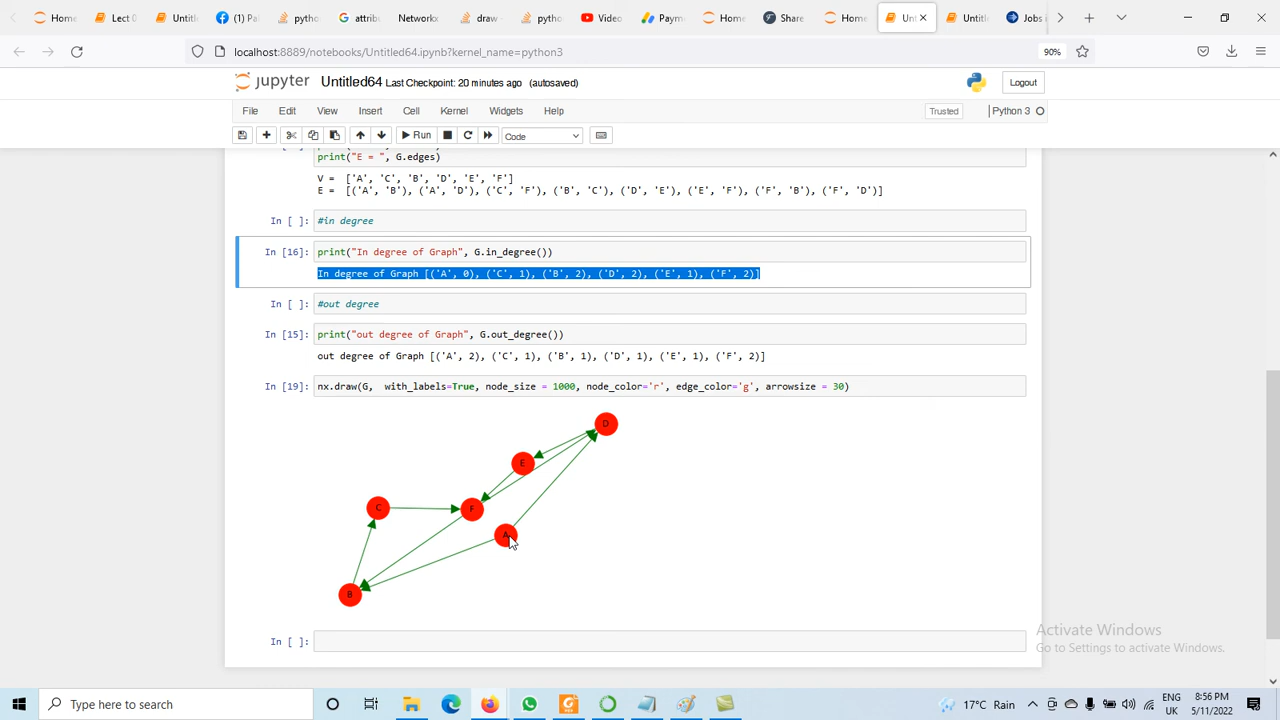 Home
Lect 0
Untitl
(1) Pal
pythor
attrib
Networkx
draw -
pythor
Video
Paym
Home
Share
Home
Unt
Untitl
Jobs i
localhost:8889/notebooks/Untitled64.ipynb?kernel_name=python3
90%
jupyter Untitled64 Last Checkpoint: 20 minutes ago (autosaved)
Logout
File Edit View Insert Cell Kernel Widgets Help
Trusted Python 3
Run Code
print("E = ", G.edges)
V =  ['A', 'C', 'B', 'D', 'E', 'F']
E =  [('A', 'B'), ('A', 'D'), ('C', 'F'), ('B', 'C'), ('D', 'E'), ('E', 'F'), ('F', 'B'), ('F', 'D')]
In [ ]: #in degree
In [16]: print("In degree of Graph", G.in_degree())
In degree of Graph [('A', 0), ('C', 1), ('B', 2), ('D', 2), ('E', 1), ('F', 2)]
In [ ]: #out degree
In [15]: print("out degree of Graph", G.out_degree())
out degree of Graph [('A', 2), ('C', 1), ('B', 1), ('D', 1), ('E', 1), ('F', 2)]
In [19]: nx.draw(G,  with_labels=True, node_size = 1000, node_color='r', edge_color='g', arrowsize = 30)
D
E
C
F
A
B
In [ ]:
Activate Windows
Go to Settings to activate Windows.
Type here to search
17°C Rain
ENG
UK
8:56 PM
5/11/2022